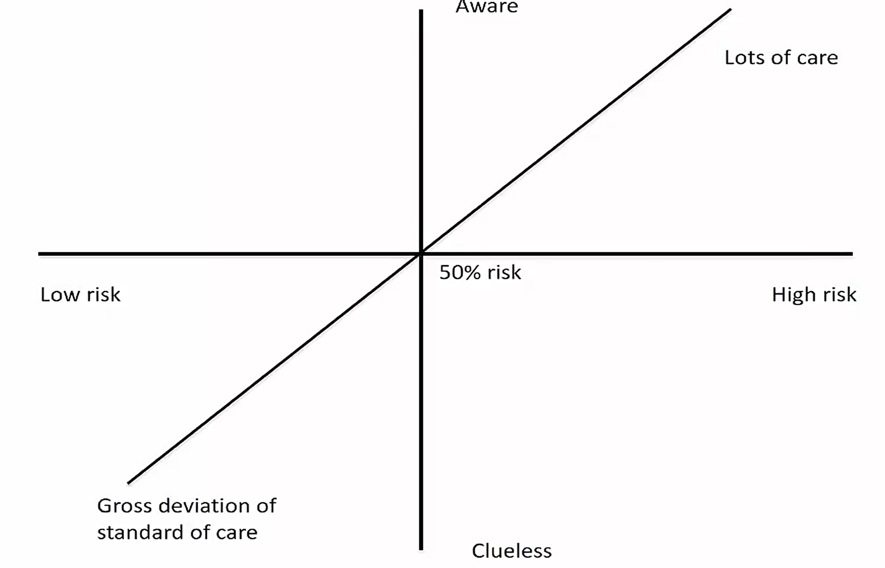 Aware
Lots of care
50% risk
Low risk
High risk
Gross deviation of
standard of care
Clueless